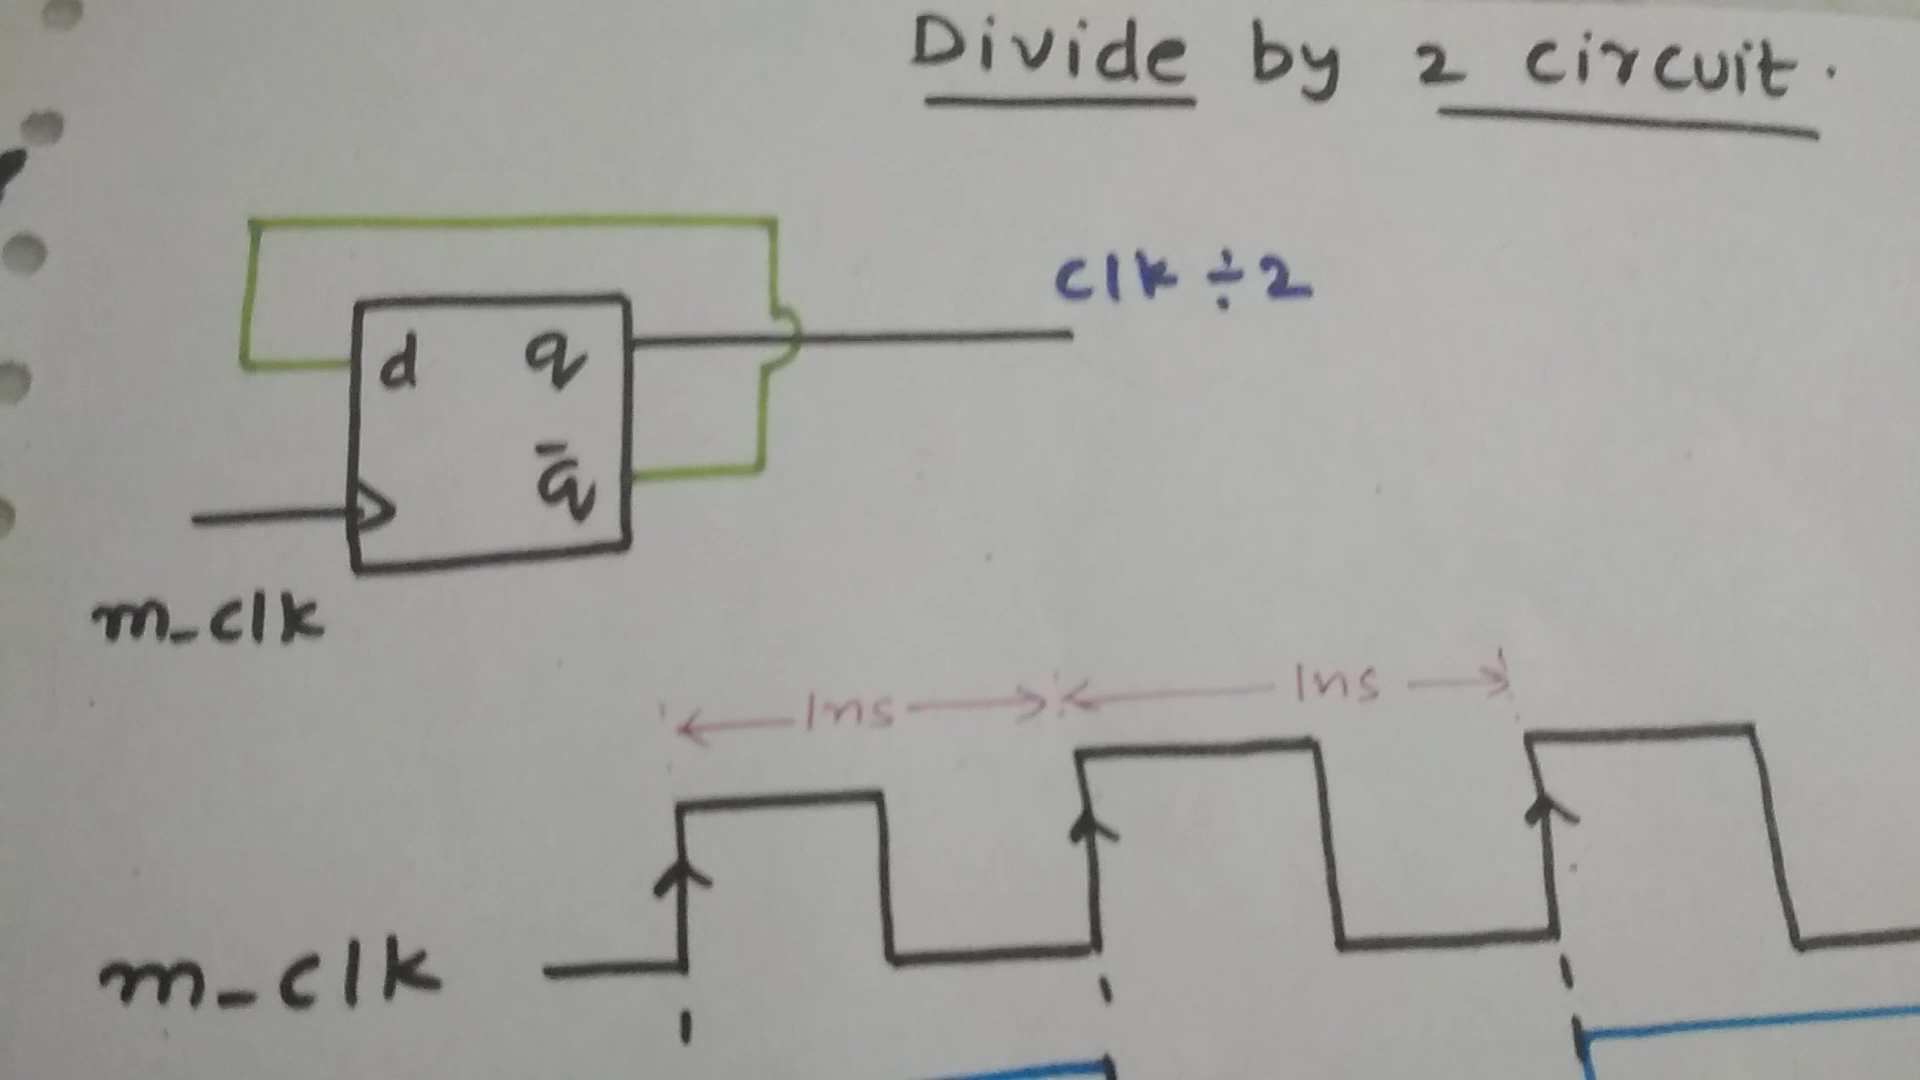 Divide by 2 circuit.
clk ÷ 2
d q
q̅
m_clk
1ns 1ns
m_clk